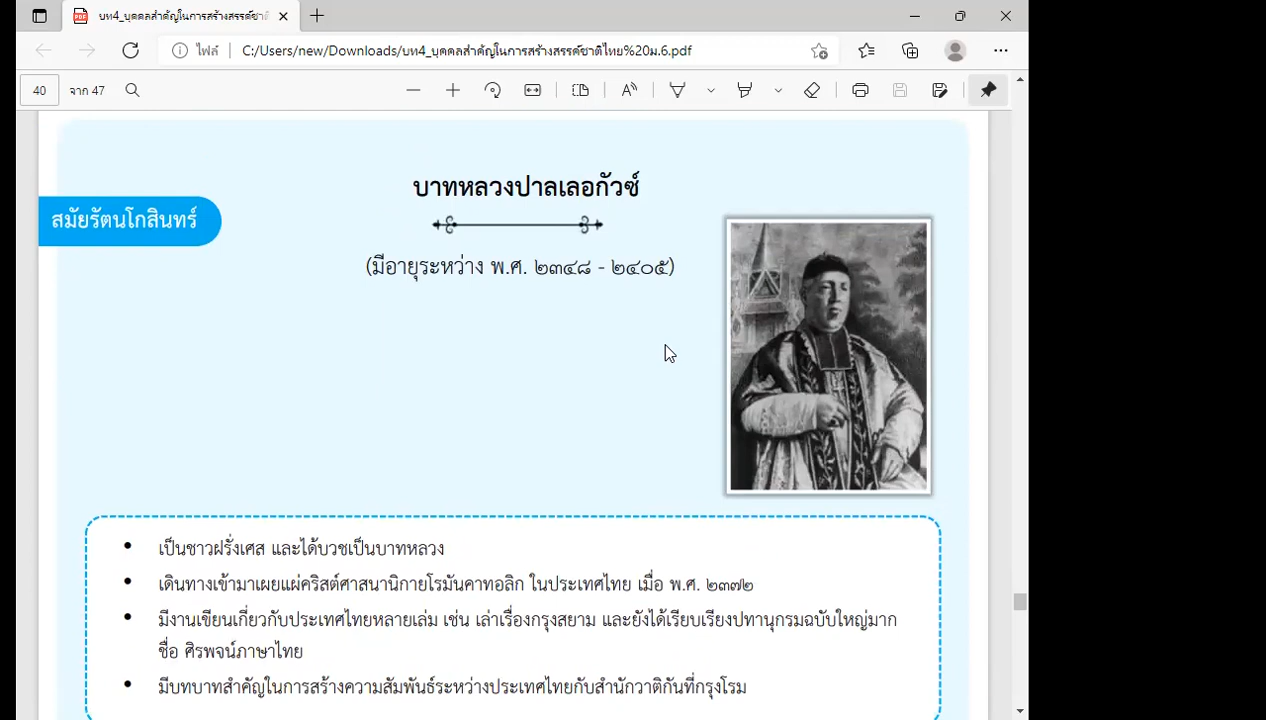 บท4_บุคคลสำคัญในการสร้างสรรค์ชาติ
ไฟล์ C:/Users/new/Downloads/บท4_บุคคลสำคัญในการสร้างสรรค์ชาติไทย%20ม.6.pdf
40 จาก 47
บาทหลวงปาลเลอกัวซ์
สมัยรัตนโกสินทร์
(มีอายุระหว่าง พ.ศ. ๒๓๔๘ - ๒๔๐๕)
• เป็นชาวฝรั่งเศส และได้บวชเป็นบาทหลวง
• เดินทางเข้ามาเผยแผ่คริสต์ศาสนานิกายโรมันคาทอลิก ในประเทศไทย เมื่อ พ.ศ. ๒๓๗๒
• มีงานเขียนเกี่ยวกับประเทศไทยหลายเล่ม เช่น เล่าเรื่องกรุงสยาม และยังได้เรียบเรียงปทานุกรมฉบับใหญ่มาก
ชื่อ ศิรพจน์ภาษาไทย
• มีบทบาทสำคัญในการสร้างความสัมพันธ์ระหว่างประเทศไทยกับสำนักวาติกันที่กรุงโรม